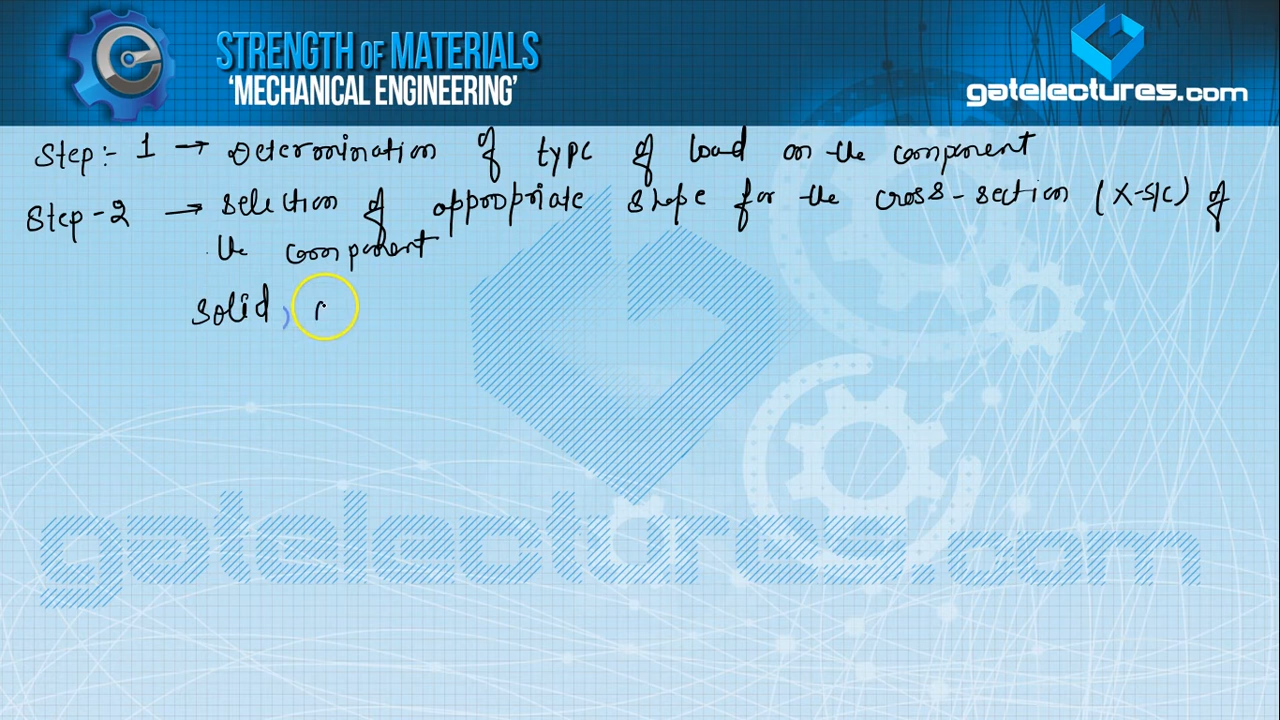 STRENGTH OF MATERIALS
'MECHANICAL ENGINEERING'
gatelectures.com
Step:- 1 → Determination of type of load on the component
Step-2 → Selection of appropriate shape for the cross-section (X-S/C) of
the component
Solid,
gatelectures.com